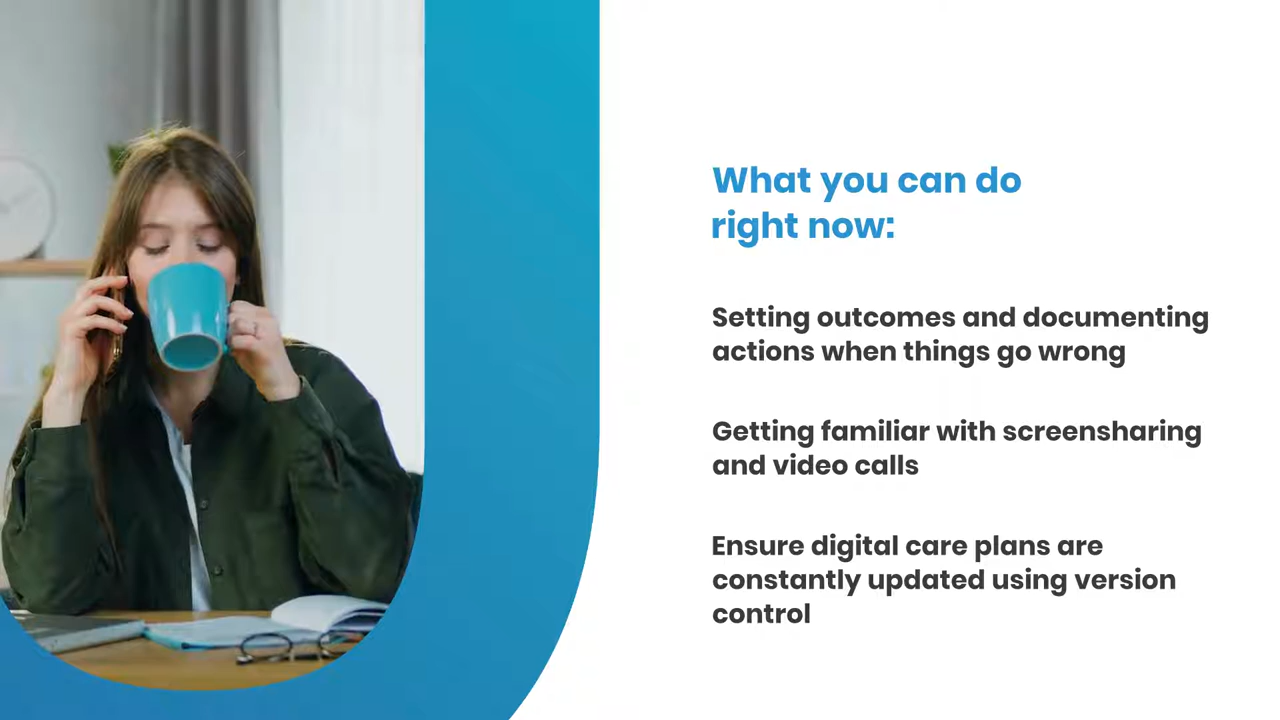 What you can do
right now:
Setting outcomes and documenting
actions when things go wrong
Getting familiar with screensharing
and video calls
Ensure digital care plans are
constantly updated using version
control